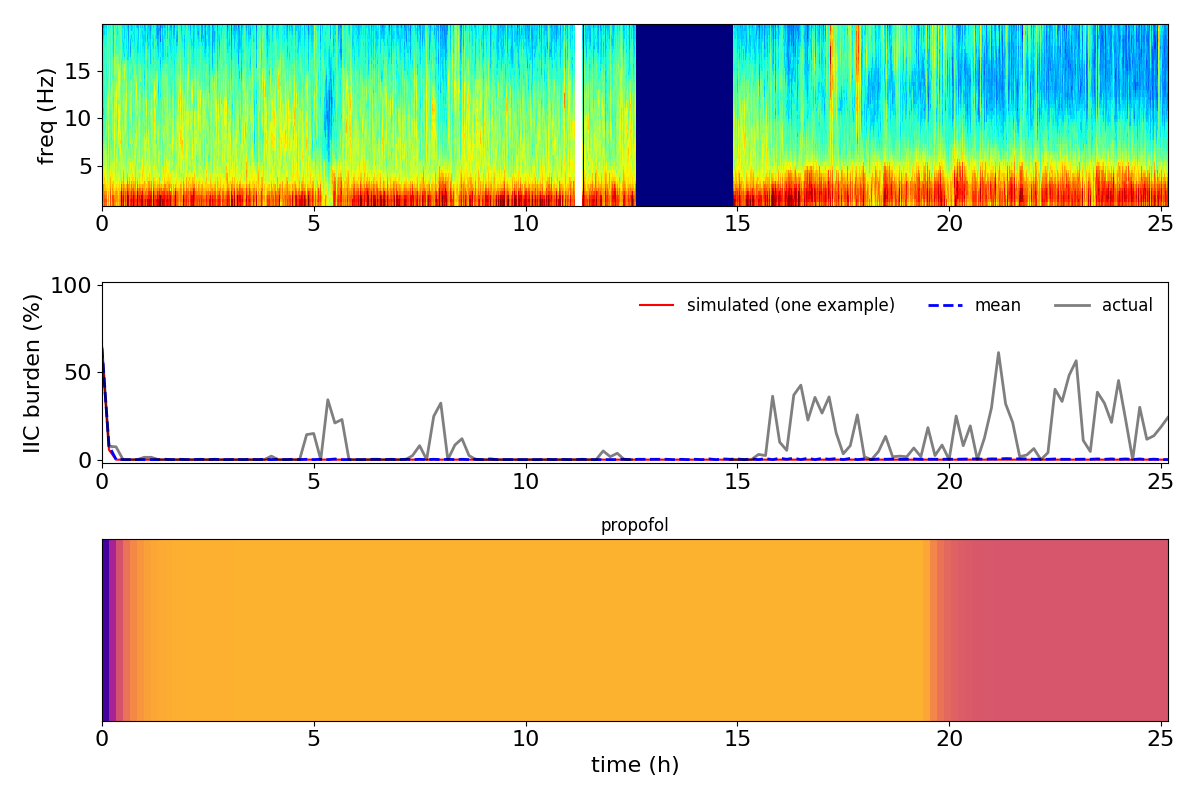 15
10
5
freq (Hz)
0 5 10 15 20 25
100
50
0
IIC burden (%)
simulated (one example) mean actual
0 5 10 15 20 25
propofol
0 5 10 15 20 25
time (h)